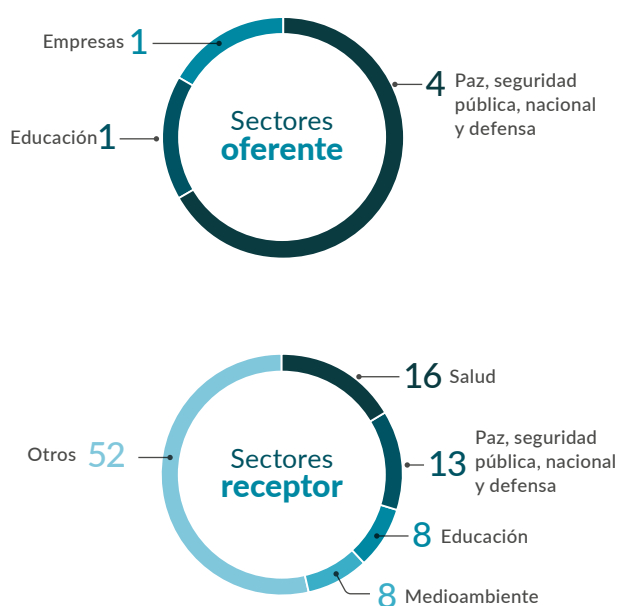 Empresas 1
4 Paz, seguridad
pública, nacional
y defensa
Educación 1
Sectores
oferente
16 Salud
Otros 52
Sectores
receptor
13 Paz, seguridad
pública, nacional
y defensa
8 Educación
8 Medioambiente